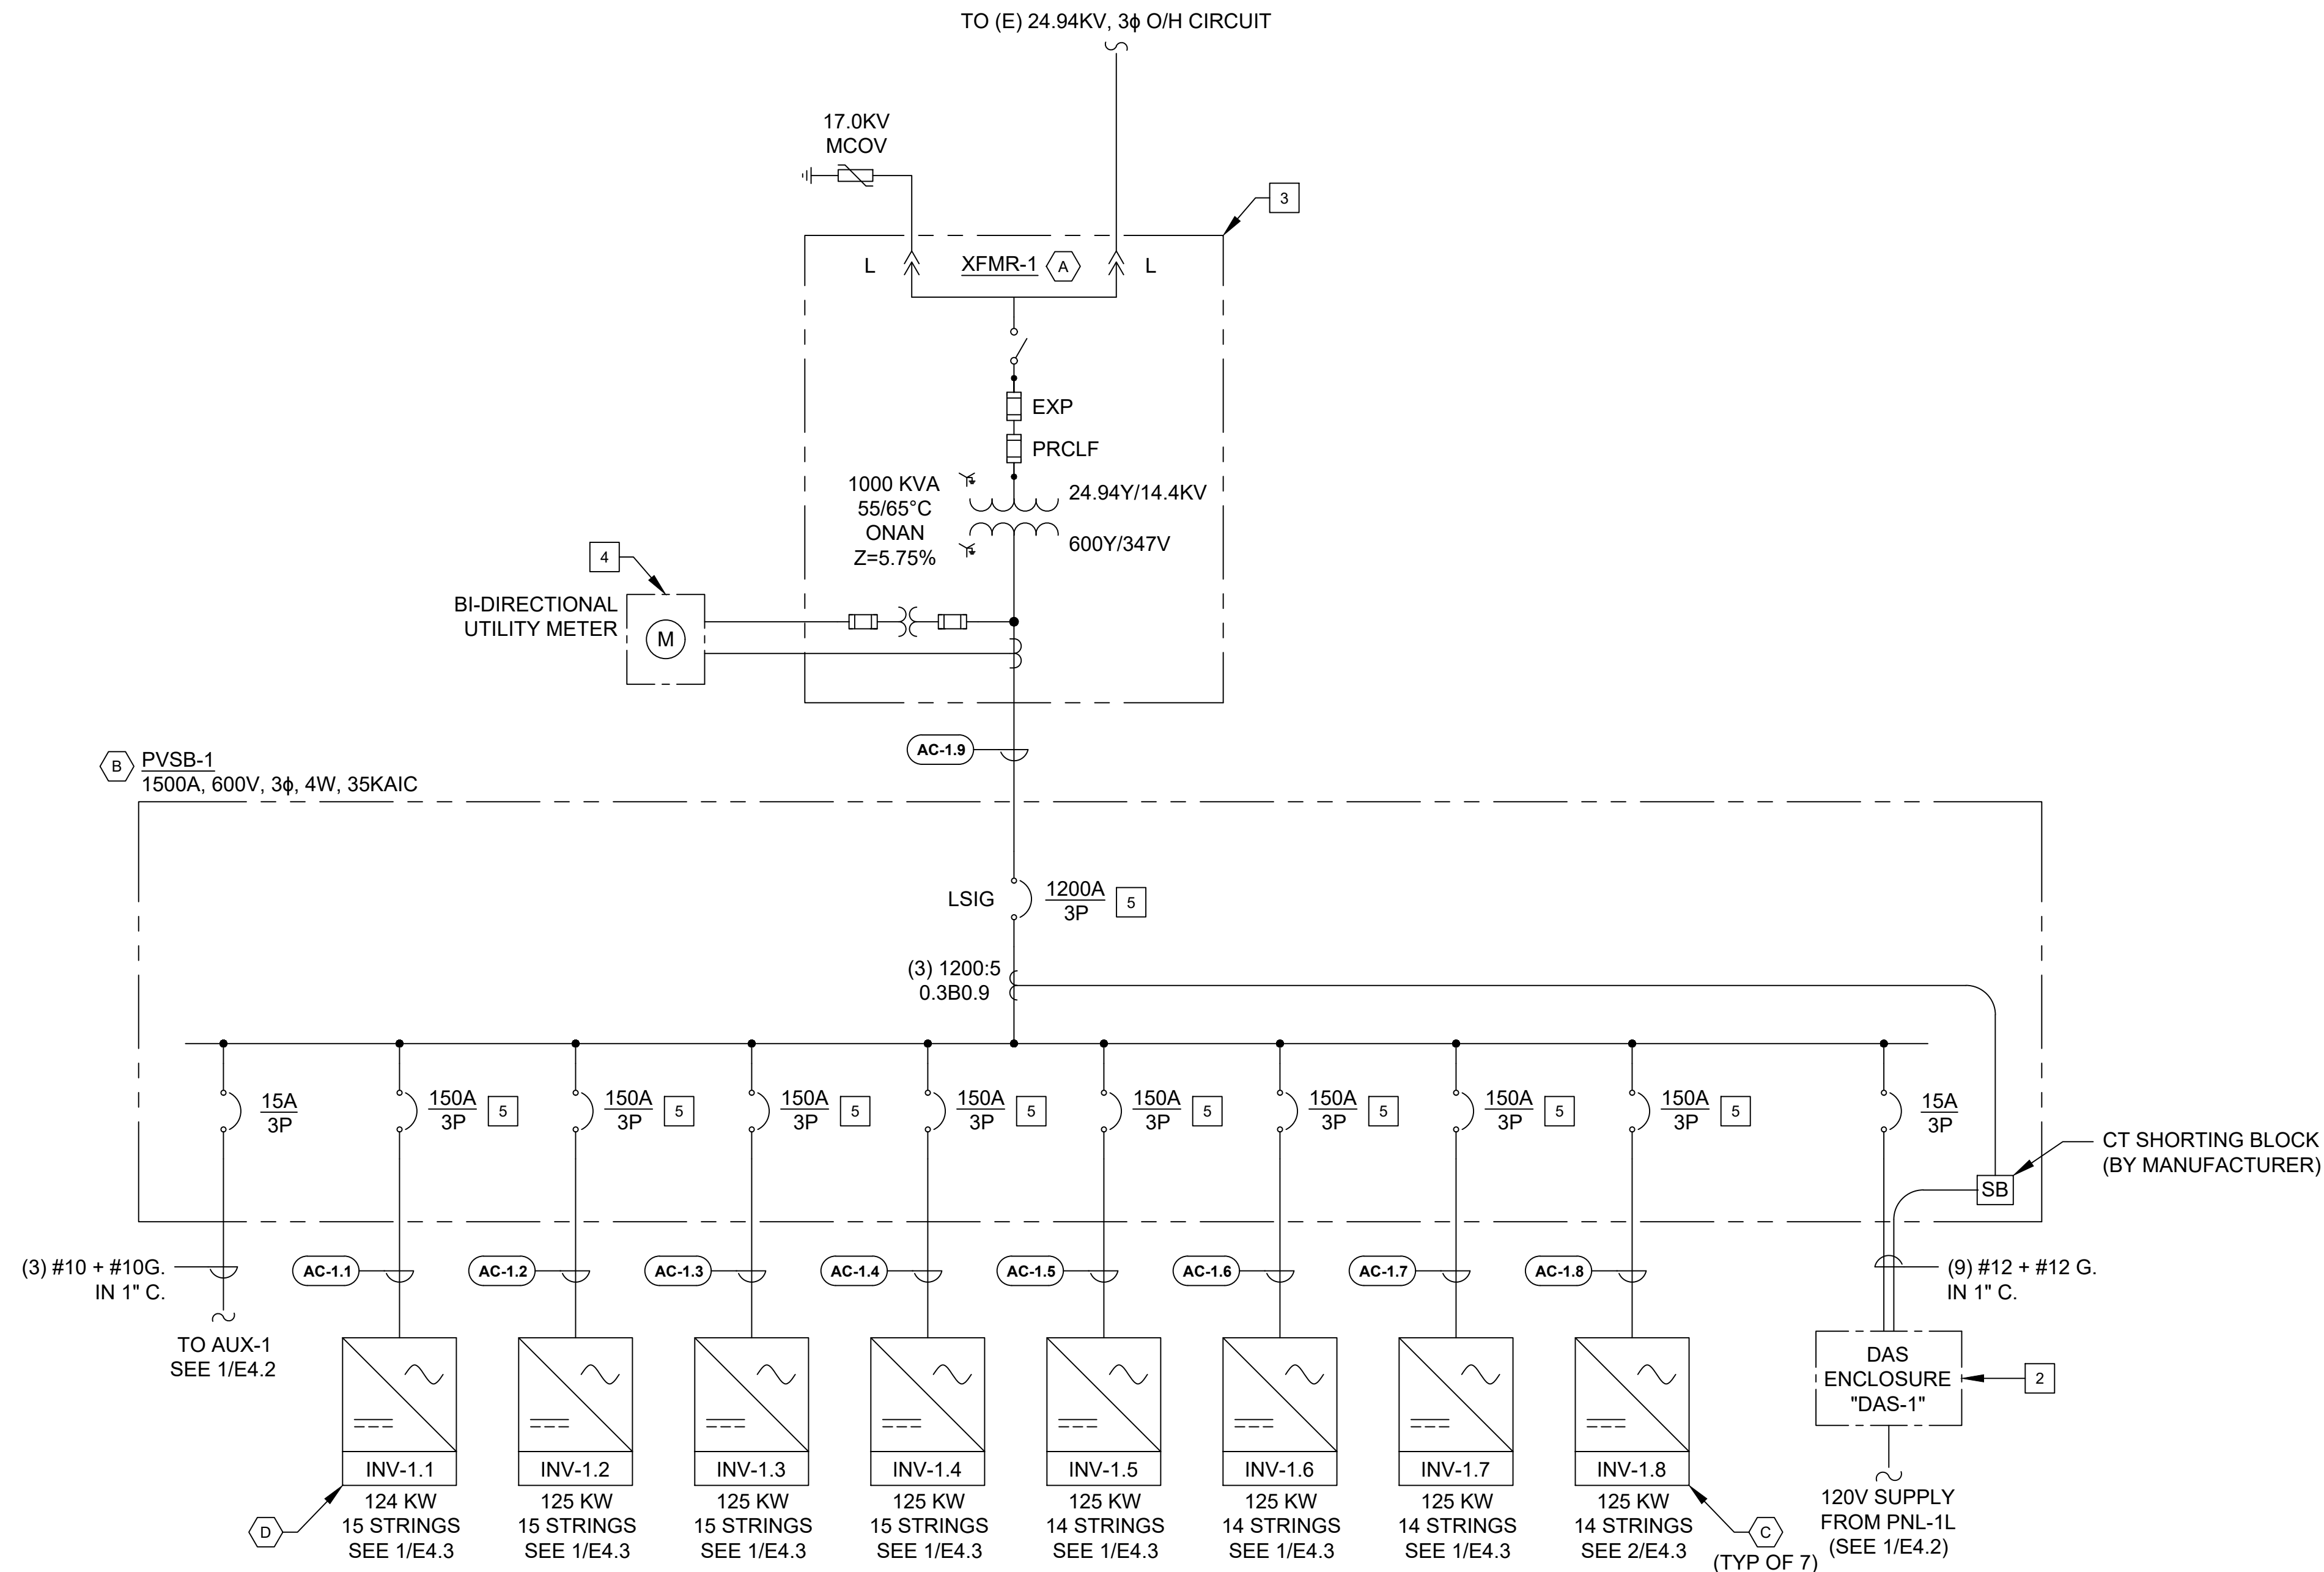 TO (E) 24.94KV, 3ϕ O/H CIRCUIT
17.0KV
MCOV
3
L
XFMR-1
A
L
EXP
PRCLF
1000 KVA
55/65°C
ONAN
Z=5.75%
24.94Y/14.4KV
600Y/347V
4
BI-DIRECTIONAL
UTILITY METER
M
AC-1.9
B
PVSB-1
1500A, 600V, 3ϕ, 4W, 35KAIC
LSIG
1200A
3P
5
(3) 1200:5
0.3B0.9
15A
3P
150A
3P
5
150A
3P
5
150A
3P
5
150A
3P
5
150A
3P
5
150A
3P
5
150A
3P
5
150A
3P
5
15A
3P
CT SHORTING BLOCK
(BY MANUFACTURER)
SB
(3) #10 + #10G.
IN 1" C.
AC-1.1
AC-1.2
AC-1.3
AC-1.4
AC-1.5
AC-1.6
AC-1.7
AC-1.8
(9) #12 + #12 G.
IN 1" C.
TO AUX-1
SEE 1/E4.2
DAS
ENCLOSURE
"DAS-1"
2
INV-1.1
124 KW
15 STRINGS
SEE 1/E4.3
D
INV-1.2
125 KW
15 STRINGS
SEE 1/E4.3
INV-1.3
125 KW
15 STRINGS
SEE 1/E4.3
INV-1.4
125 KW
15 STRINGS
SEE 1/E4.3
INV-1.5
125 KW
14 STRINGS
SEE 1/E4.3
INV-1.6
125 KW
14 STRINGS
SEE 1/E4.3
INV-1.7
125 KW
14 STRINGS
SEE 1/E4.3
INV-1.8
125 KW
14 STRINGS
SEE 2/E4.3
C
(TYP OF 7)
120V SUPPLY
FROM PNL-1L
(SEE 1/E4.2)